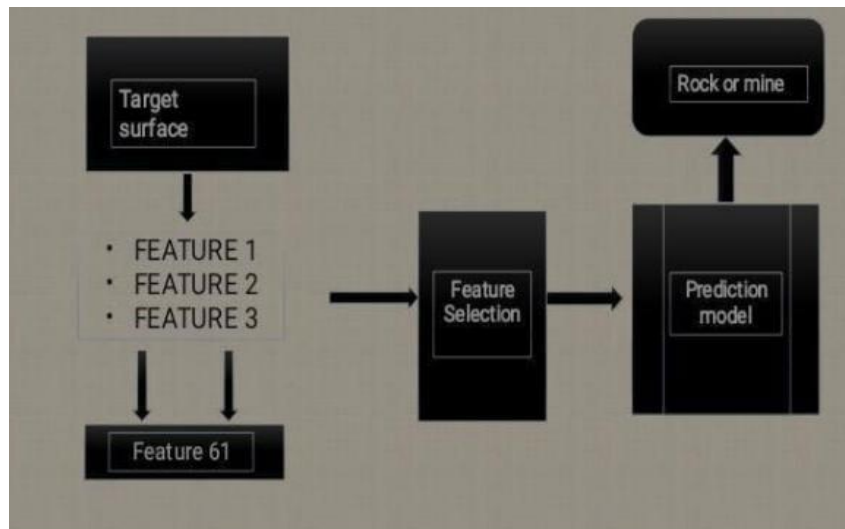 Target
surface
• FEATURE 1
• FEATURE 2
• FEATURE 3
Feature 61
Feature
Selection
Prediction
model
Rock or mine